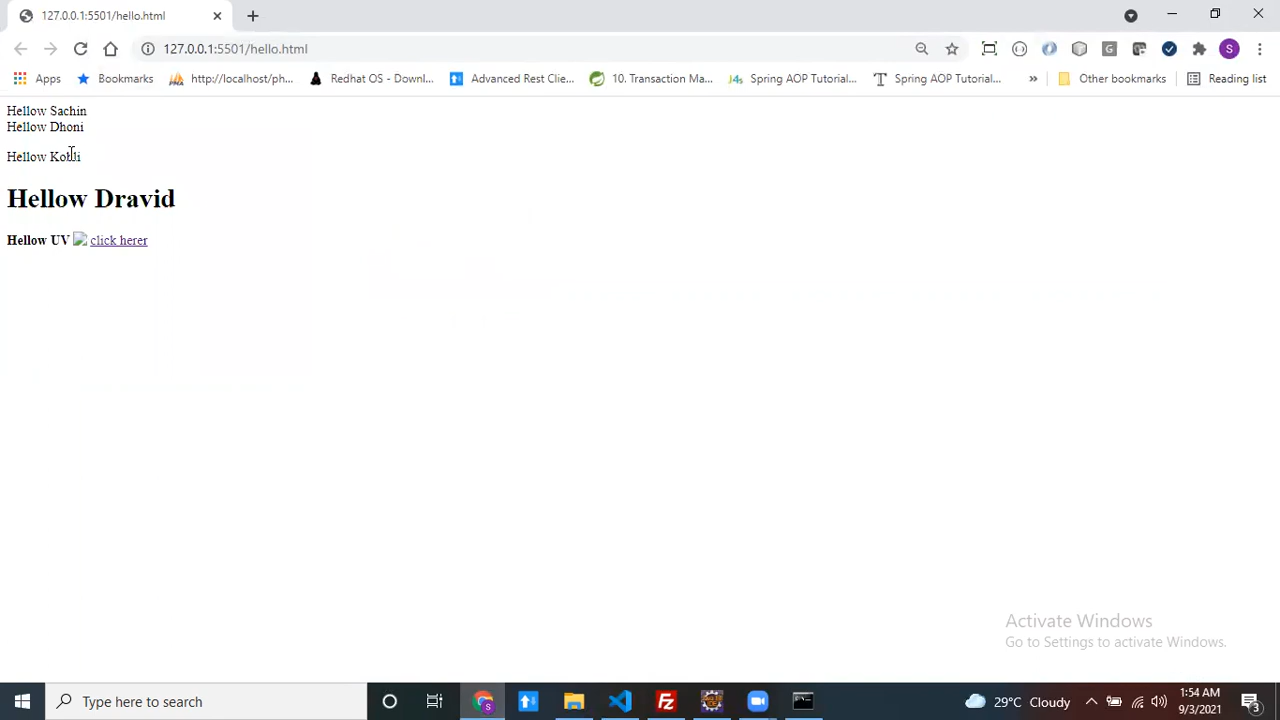 127.0.0.1:5501/hello.html
127.0.0.1:5501/hello.html
Apps Bookmarks http://localhost/ph... Redhat OS - Downl... Advanced Rest Clie... 10. Transaction Ma... Spring AOP Tutorial... Spring AOP Tutorial... » Other bookmarks Reading list
Hellow Sachin
Hellow Dhoni
Hellow Kohli
Hellow Dravid
Hellow UV click herer
Activate Windows
Go to Settings to activate Windows.
Type here to search 29°C Cloudy 1:54 AM
9/3/2021 3